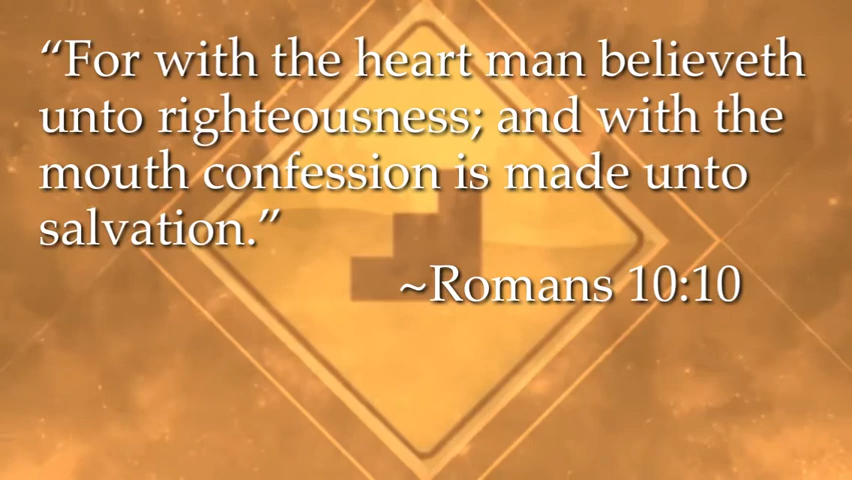 “For with the heart man believeth
unto righteousness; and with the
mouth confession is made unto
salvation.”
~Romans 10:10